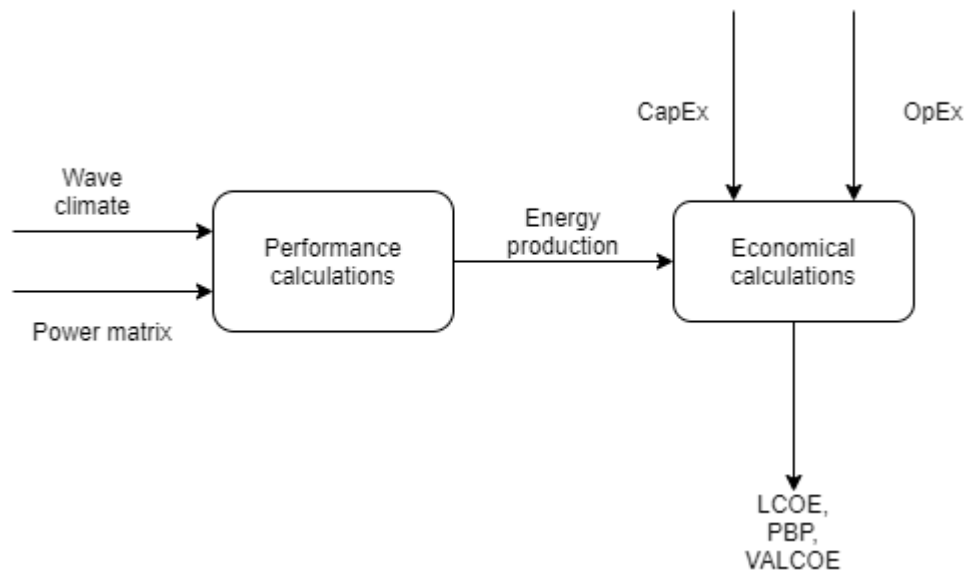 CapEx
OpEx
Wave
climate
Power matrix
Performance
calculations
Energy
production
Economical
calculations
LCOE,
PBP,
VALCOE